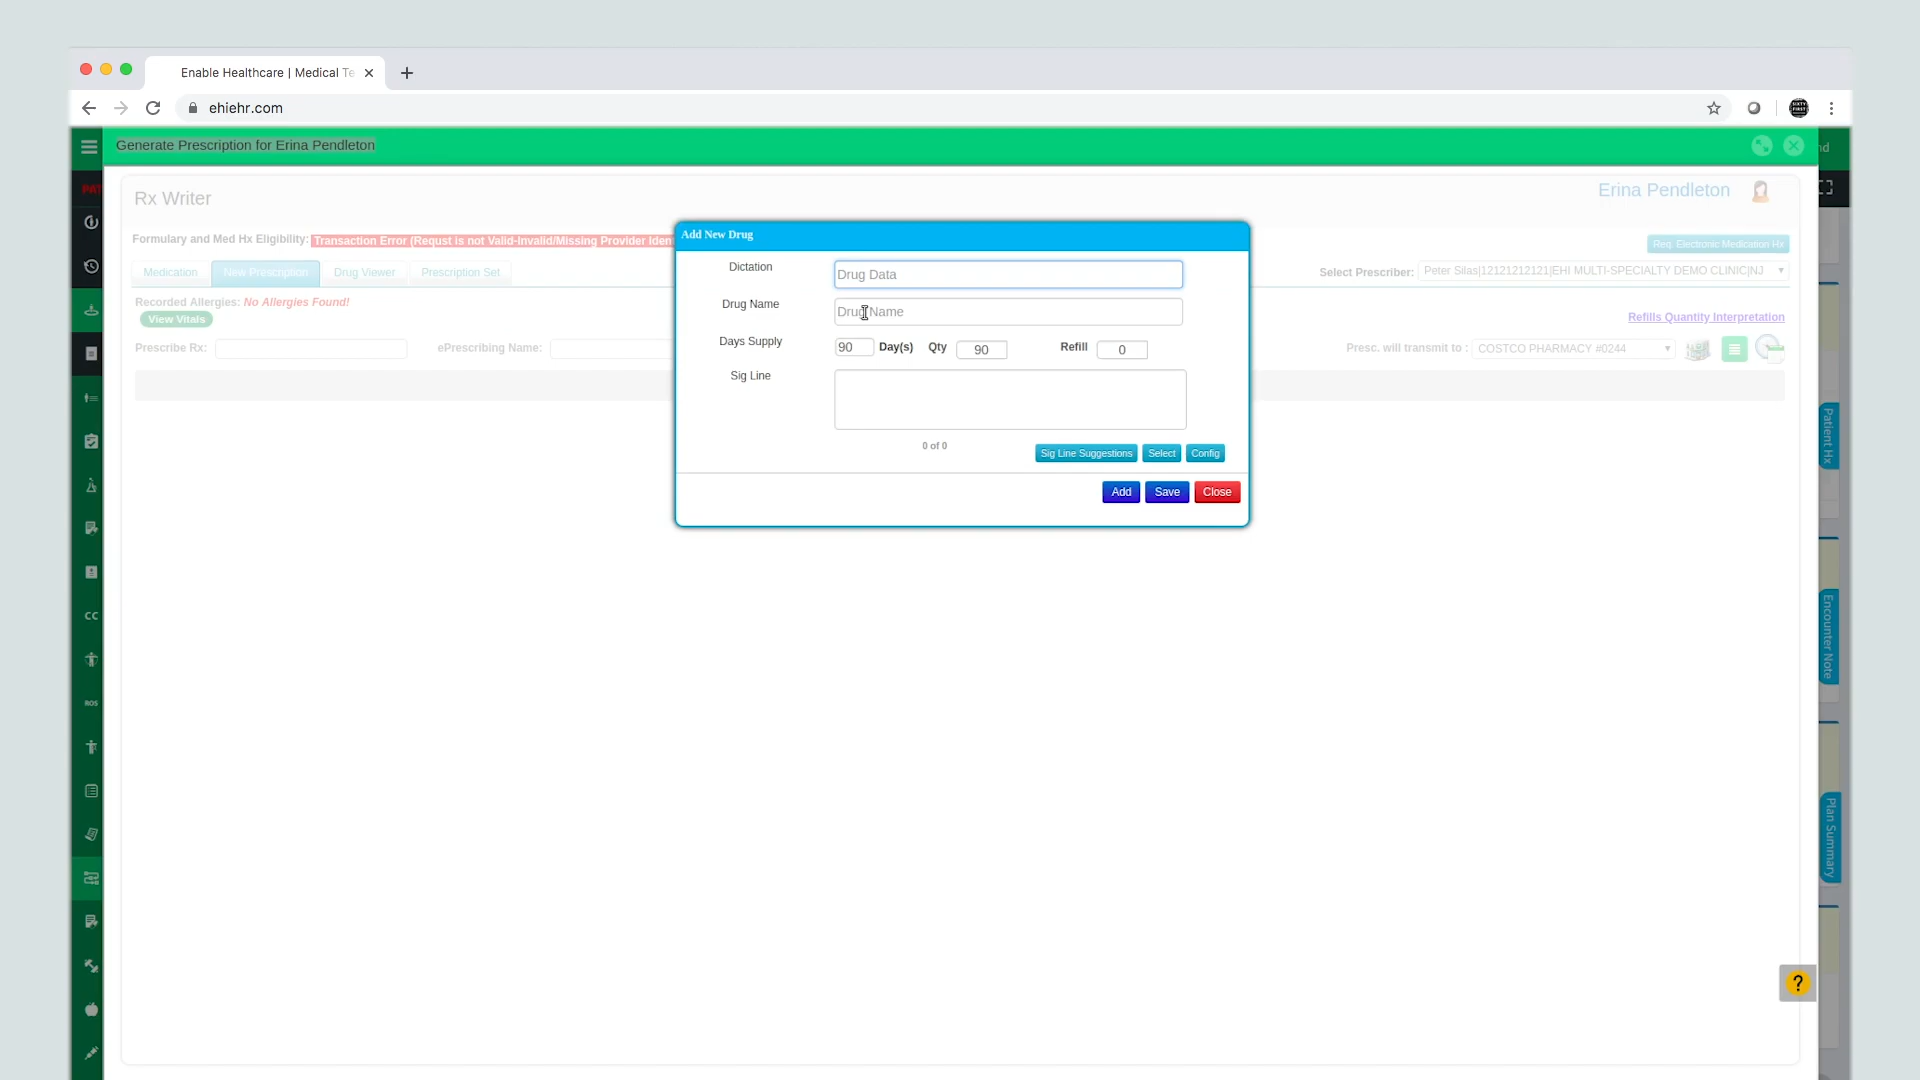 Enable Healthcare | Medical Te
ehiehr.com
Generate Prescription for Erina Pendleton
nd
PAT
Rx Writer
Erina Pendleton
Formulary and Med Hx Eligibility: Transaction Error (Requst is not Valid-Invalid/Missing Provider Iden
Req. Electronic Medication Hx
Medication
New Prescription
Drug Viewer
Prescription Set
Select Prescriber: Peter Silas|12121212121|EHI MULTI-SPECIALTY DEMO CLINIC|NJ
Recorded Allergies: No Allergies Found!
View Vitals
Refills Quantity Interpretation
Prescribe Rx:
ePrescribing Name:
Presc. will transmit to : COSTCO PHARMACY #0244
Add New Drug
Dictation
Drug Data
Drug Name
Drug Name
Days Supply
90 Day(s) Qty 90 Refill 0
Sig Line
0 of 0
Sig Line Suggestions
Select
Config
Add
Save
Close
CC
ROS
Patient Hx
Encounter Note
Plan Summary
?